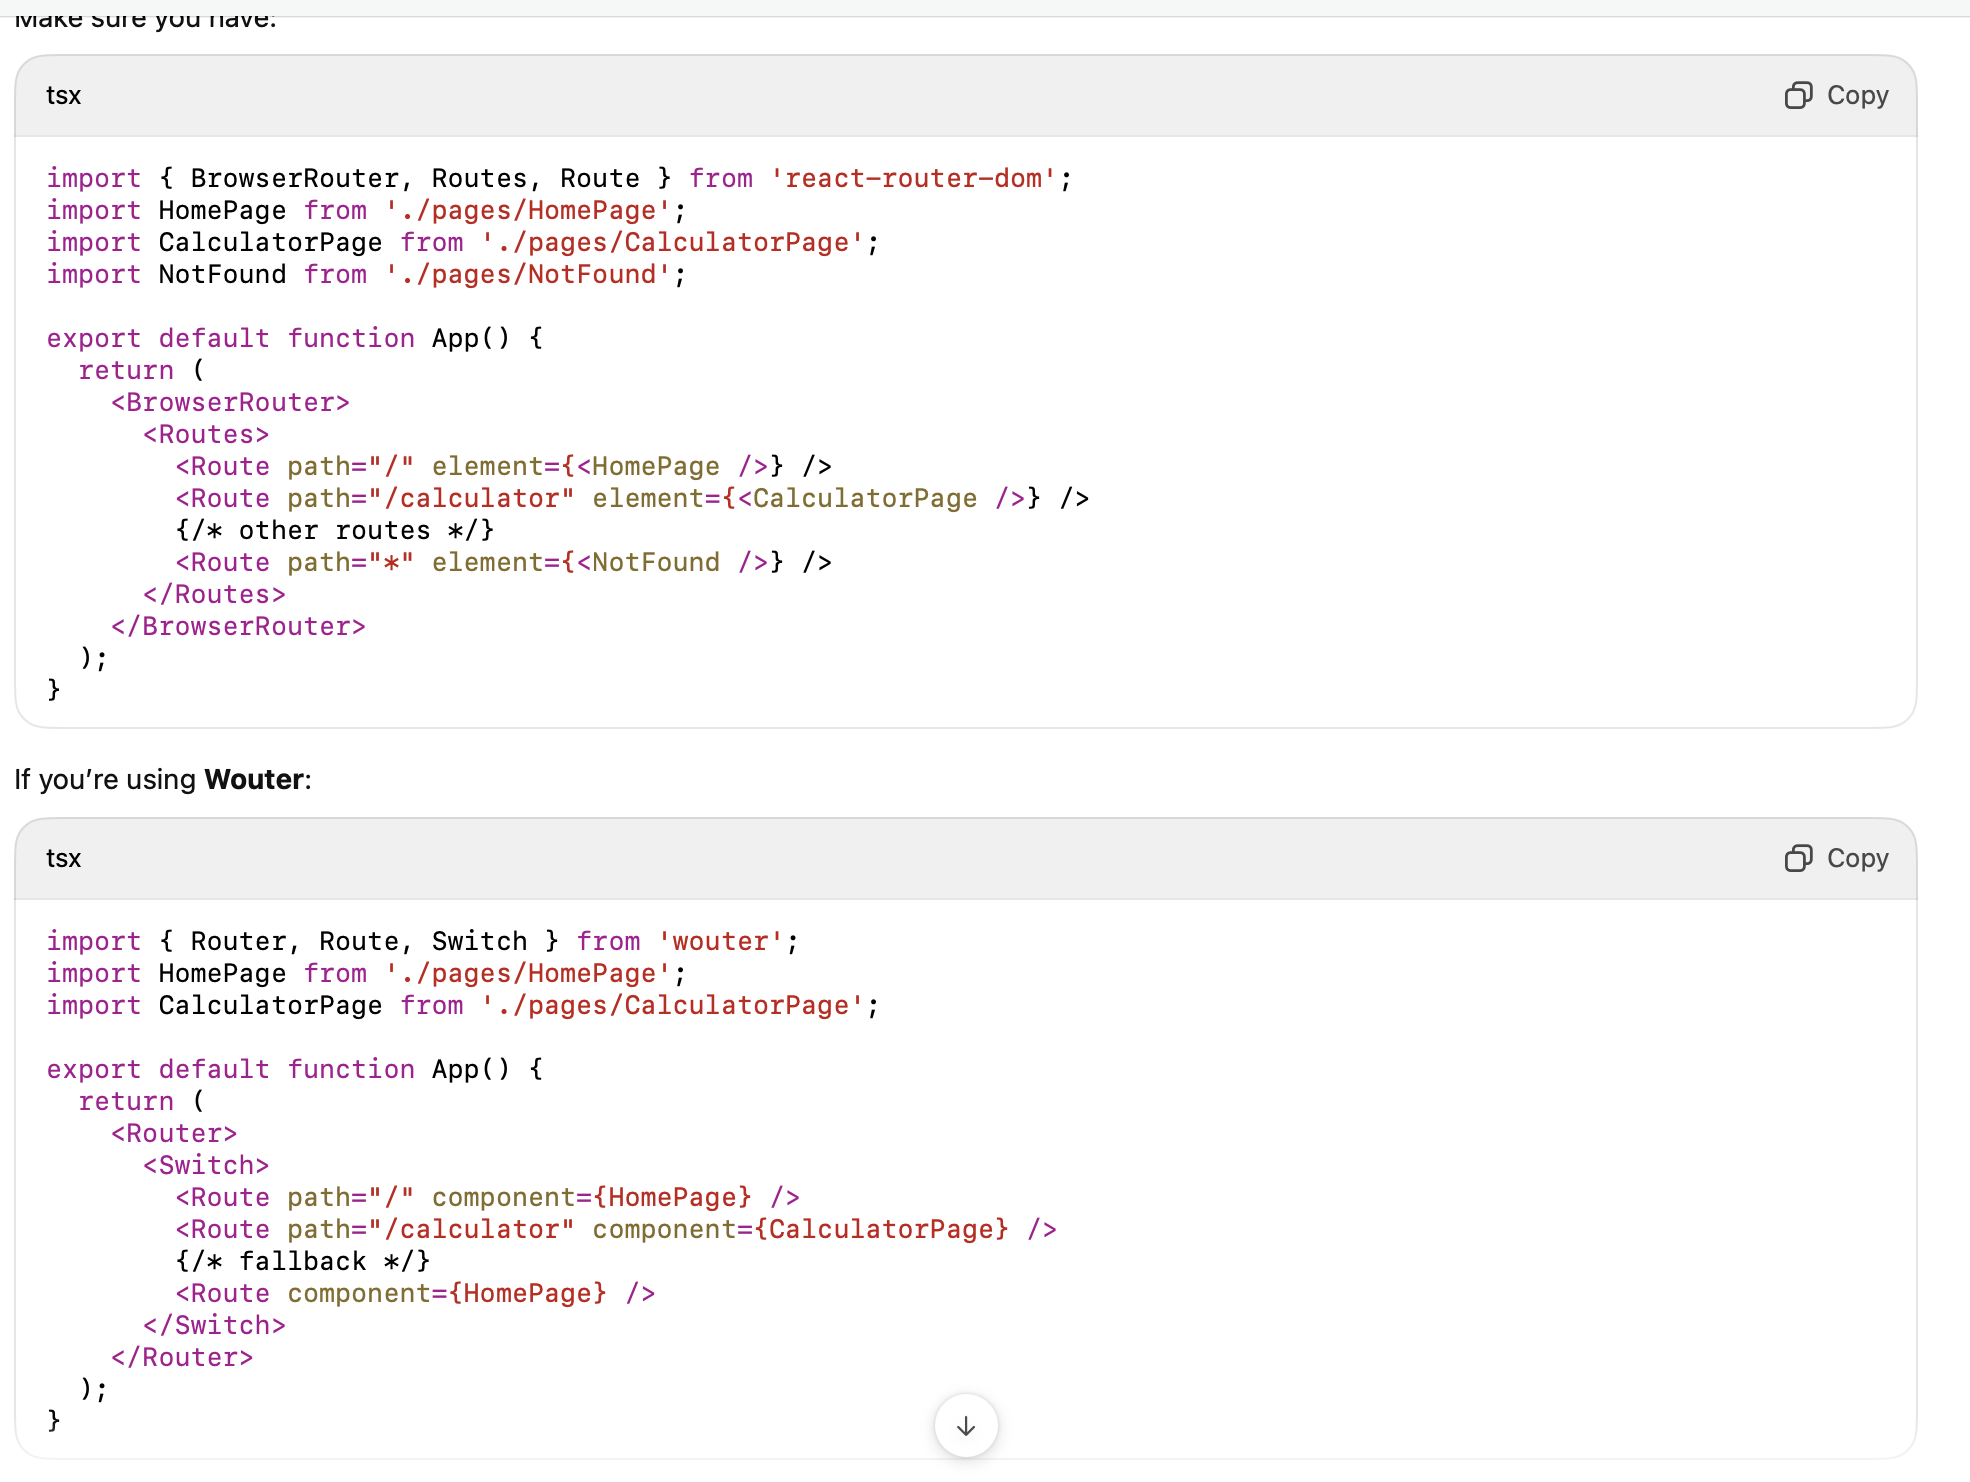 Make sure you have:
tsx
Copy
import { BrowserRouter, Routes, Route } from 'react-router-dom';
import HomePage from './pages/HomePage';
import CalculatorPage from './pages/CalculatorPage';
import NotFound from './pages/NotFound';

export default function App() {
  return (
    <BrowserRouter>
      <Routes>
        <Route path="/" element={<HomePage />} />
        <Route path="/calculator" element={<CalculatorPage />} />
        {/* other routes */}
        <Route path="*" element={<NotFound />} />
      </Routes>
    </BrowserRouter>
  );
}
If you’re using Wouter:
tsx
Copy
import { Router, Route, Switch } from 'wouter';
import HomePage from './pages/HomePage';
import CalculatorPage from './pages/CalculatorPage';

export default function App() {
  return (
    <Router>
      <Switch>
        <Route path="/" component={HomePage} />
        <Route path="/calculator" component={CalculatorPage} />
        {/* fallback */}
        <Route component={HomePage} />
      </Switch>
    </Router>
  );
}